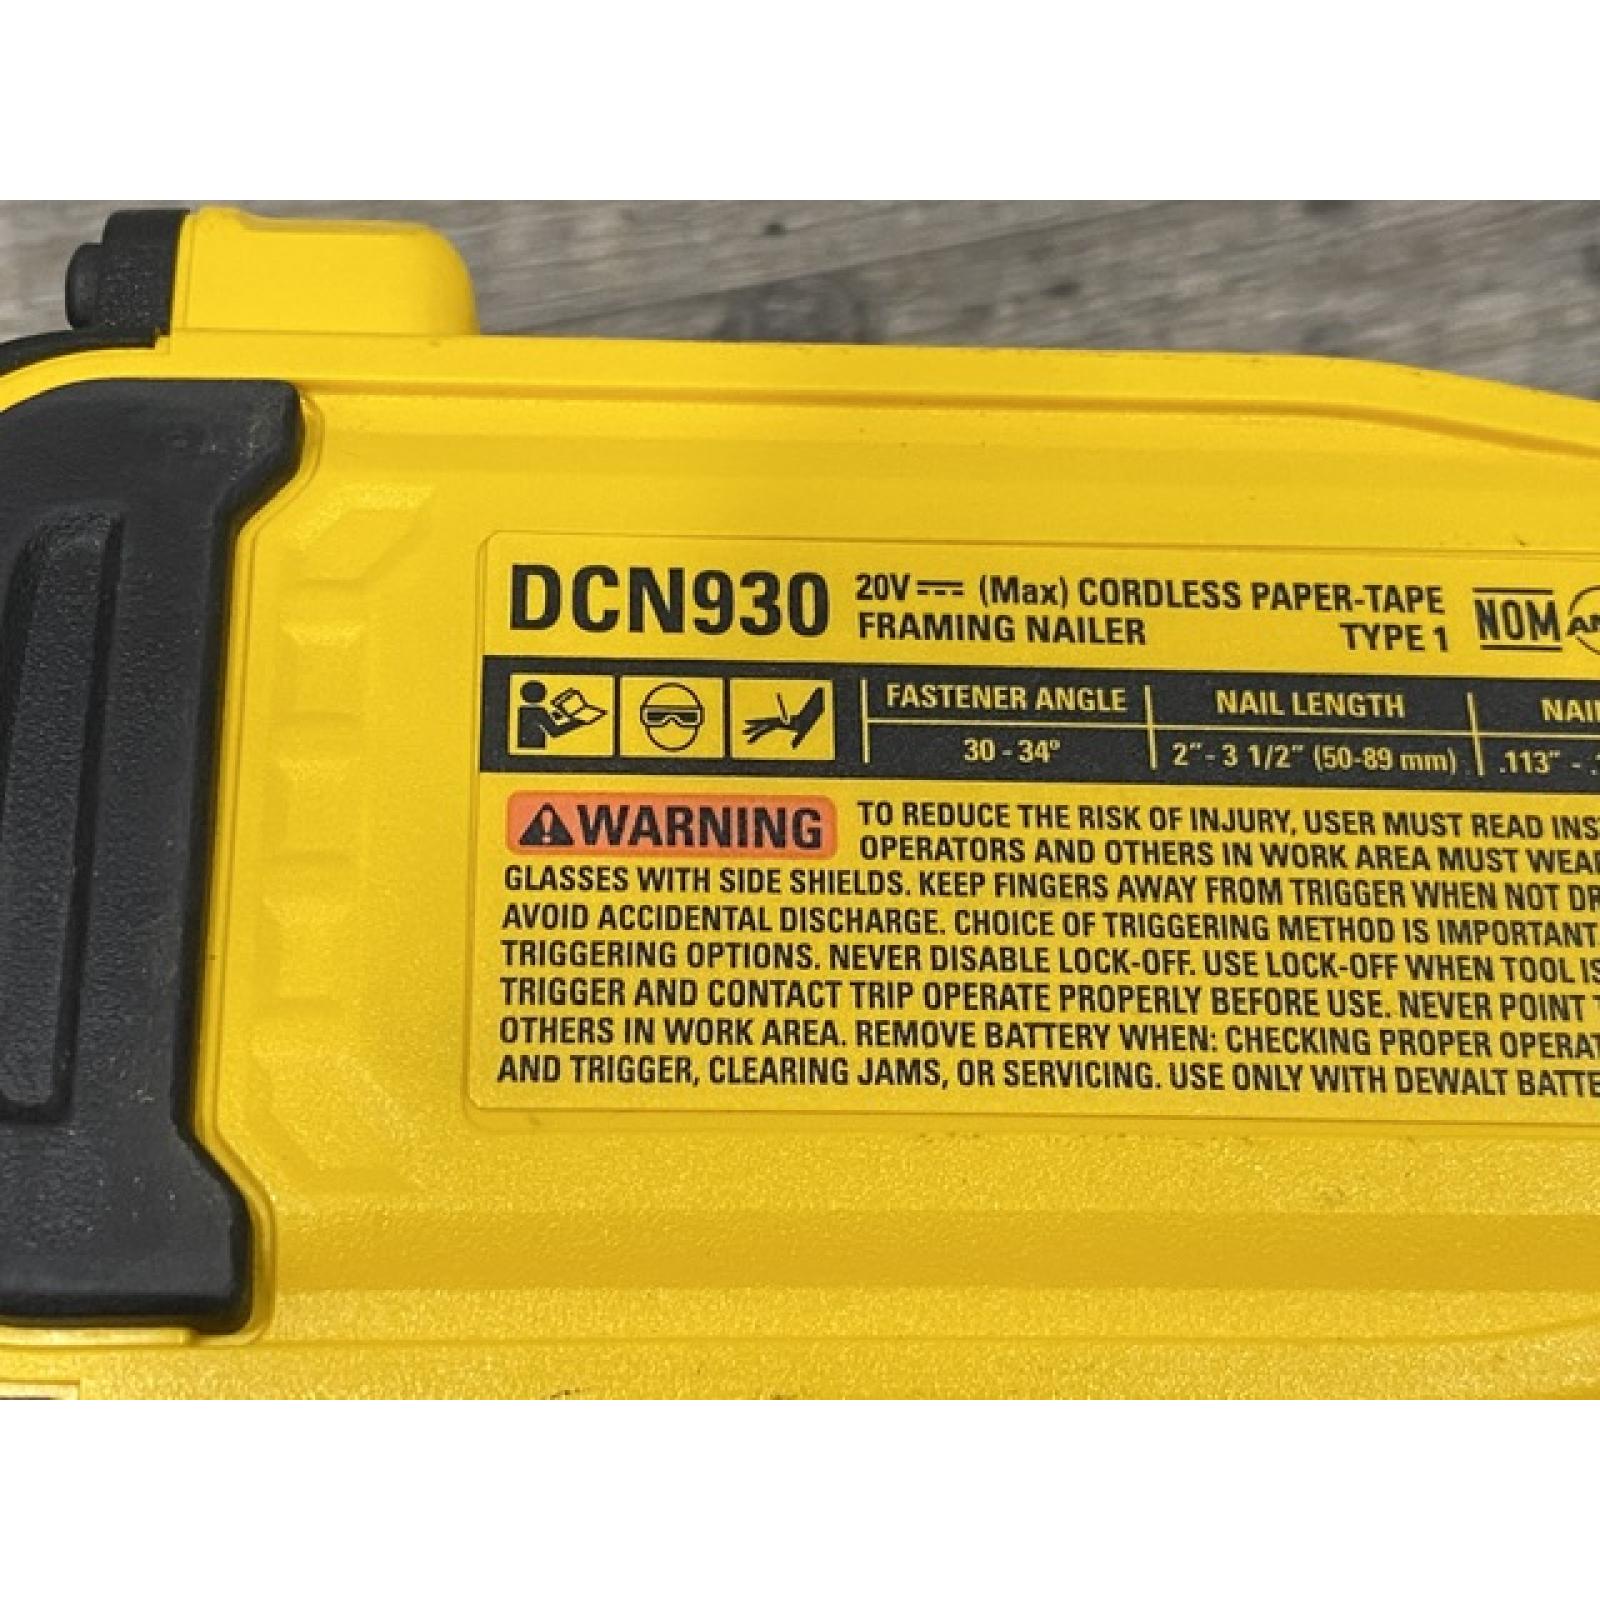 DCN930 20V (Max) CORDLESS PAPER-TAPE
FRAMING NAILER TYPE 1
NOM
FASTENER ANGLE NAIL LENGTH
30 - 34° 2" - 3 1/2" (50-89 mm) .113" -
WARNING TO REDUCE THE RISK OF INJURY, USER MUST READ
OPERATORS AND OTHERS IN WORK AREA MUST
GLASSES WITH SIDE SHIELDS. KEEP FINGERS AWAY FROM TRIGGER WHEN NOT
AVOID ACCIDENTAL DISCHARGE. CHOICE OF TRIGGERING METHOD IS IMPORTANT.
TRIGGERING OPTIONS. NEVER DISABLE LOCK-OFF. USE LOCK-OFF WHEN TOOL IS
TRIGGER AND CONTACT TRIP OPERATE PROPERLY BEFORE USE. NEVER POINT
OTHERS IN WORK AREA. REMOVE BATTERY WHEN: CHECKING PROPER
AND TRIGGER, CLEARING JAMS, OR SERVICING. USE ONLY WITH DEWALT